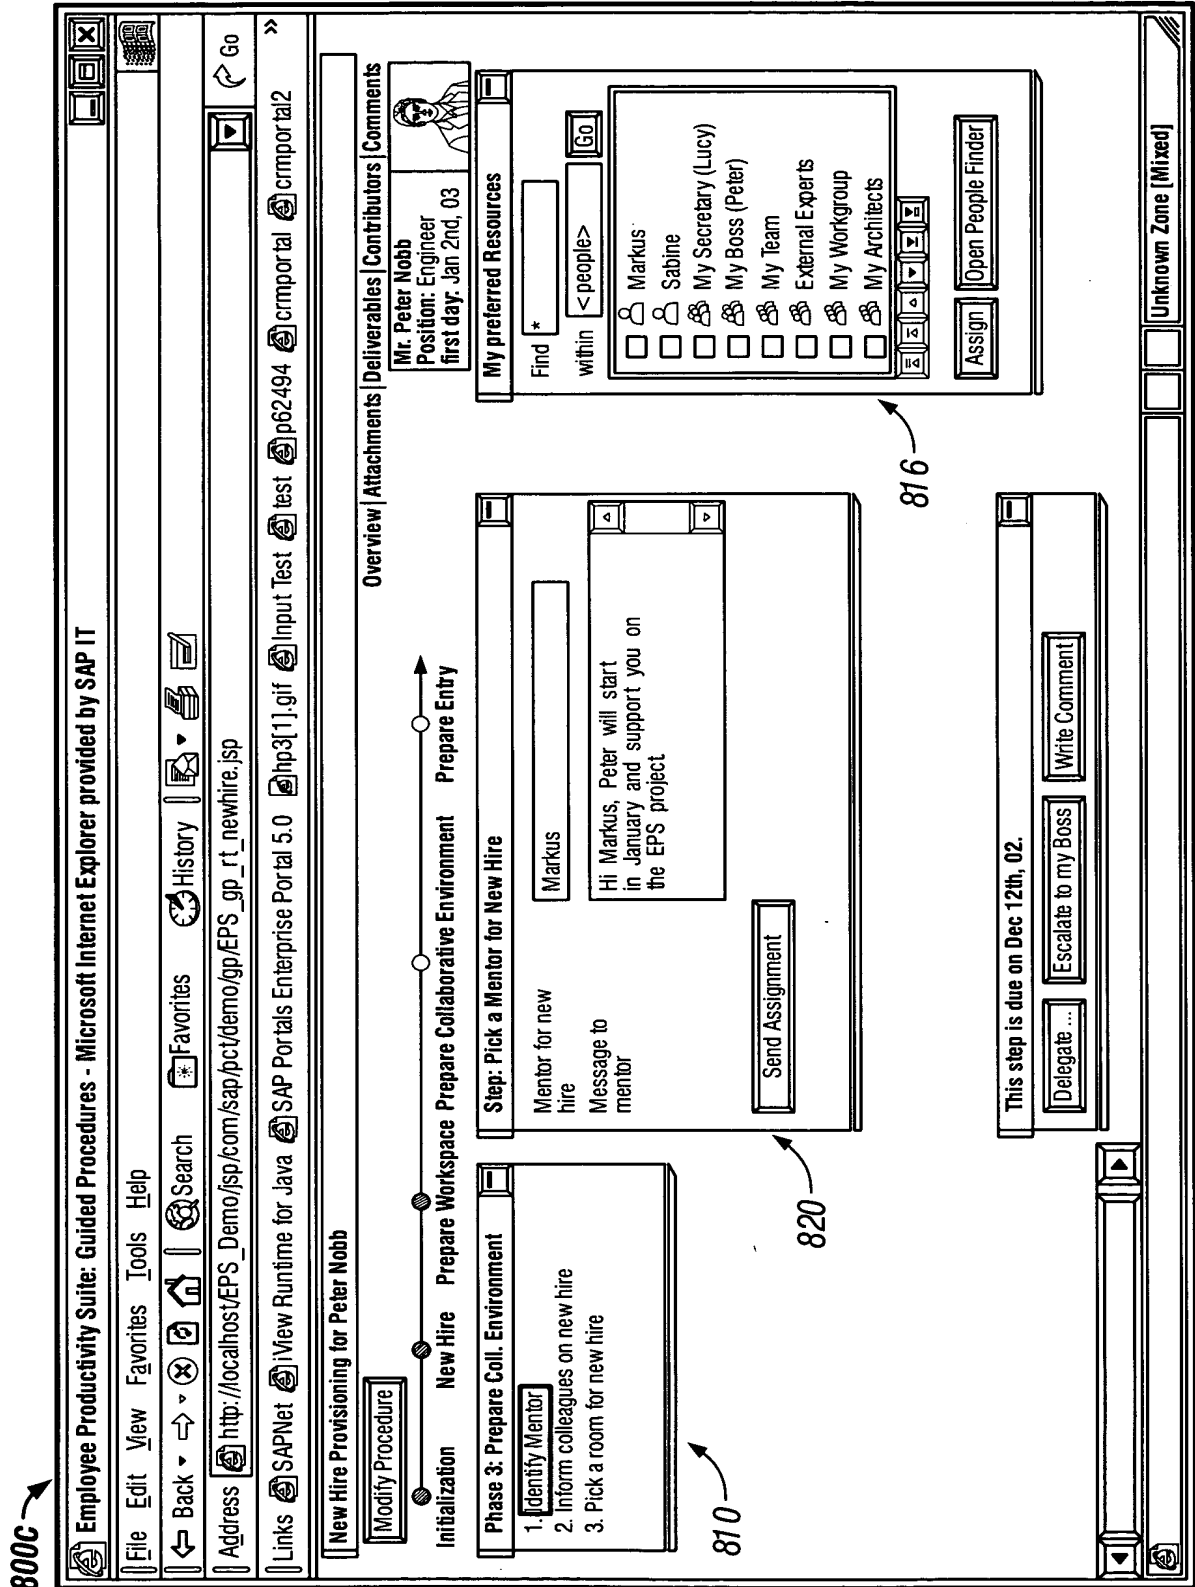 800C
Employee Productivity Suite: Guided Procedures - Microsoft Internet Explorer provided by SAP IT
File Edit View Favorites Tools Help
Back Search Favorites History
Address http://localhost/EPS_Demo/jsp/com/sap/pct/demo/gp/EPS_gp_rt_newhire.jsp Go
Links SAPNet iView Runtime for Java SAP Portals Enterprise Portal 5.0 hp3[1].gif Input Test test p62494 crmportal crmportal2 »
New Hire Provisioning for Peter Nobb
Modify Procedure
Overview | Attachments | Deliverables | Contributors | Comments
Mr. Peter Nobb
Position: Engineer
first day: Jan 2nd, 03
Initialization New Hire Prepare Workspace Prepare Collaborative Environment Prepare Entry
Phase 3: Prepare Coll. Environment
1. Identify Mentor
2. Inform colleagues on new hire
3. Pick a room for new hire
810
Step: Pick a Mentor for New Hire
Mentor for new
hire
Markus
Message to
mentor
Hi Markus, Peter will start
in January and support you on
the EPS project
Send Assignment
820
My preferred Resources
Find *
within < people> Go
Markus
Sabine
My Secretary (Lucy)
My Boss (Peter)
My Team
External Experts
My Workgroup
My Architects
Assign Open People Finder
816
This step is due on Dec 12th, 02.
Delegate ... Escalate to my Boss Write Comment
Unknown Zone [Mixed]